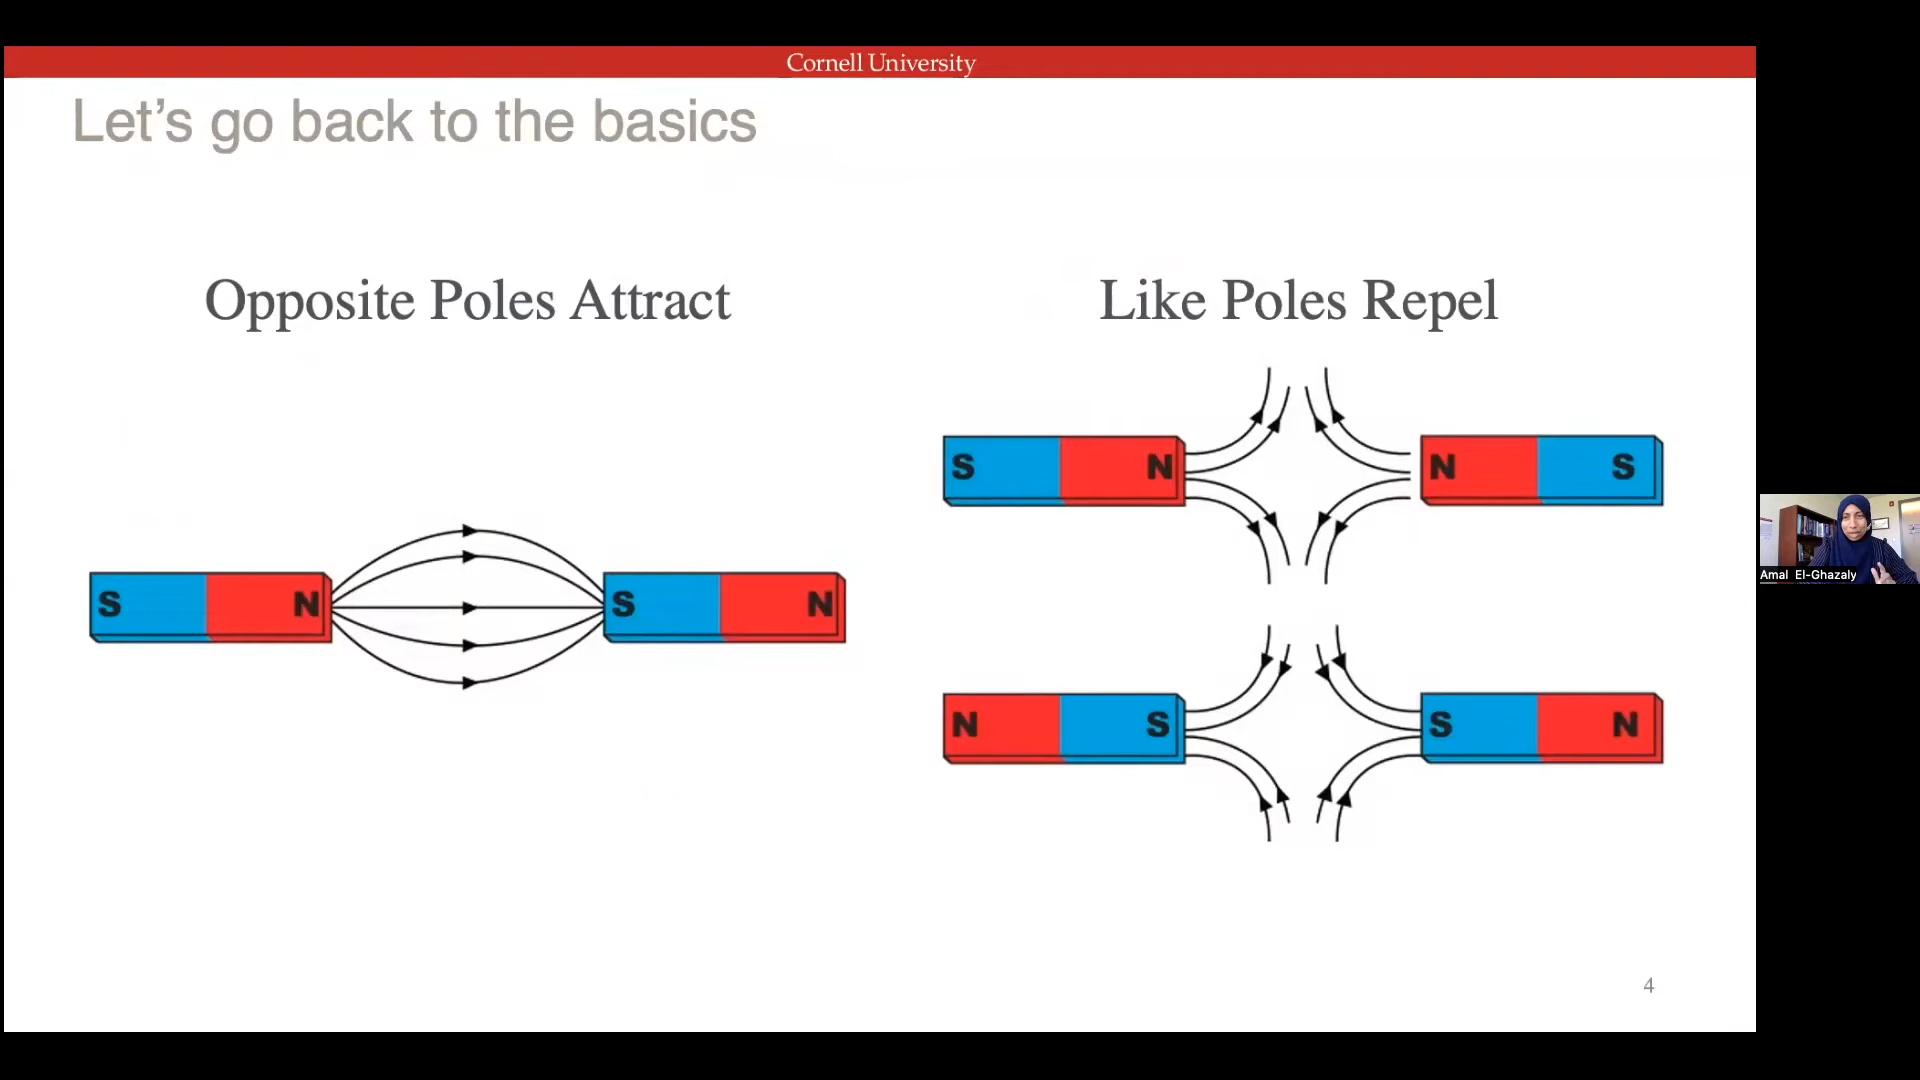 Cornell University
Let's go back to the basics
Opposite Poles Attract
S N S N
Like Poles Repel
S N N S
N S S N
4
Amal El-Ghazaly